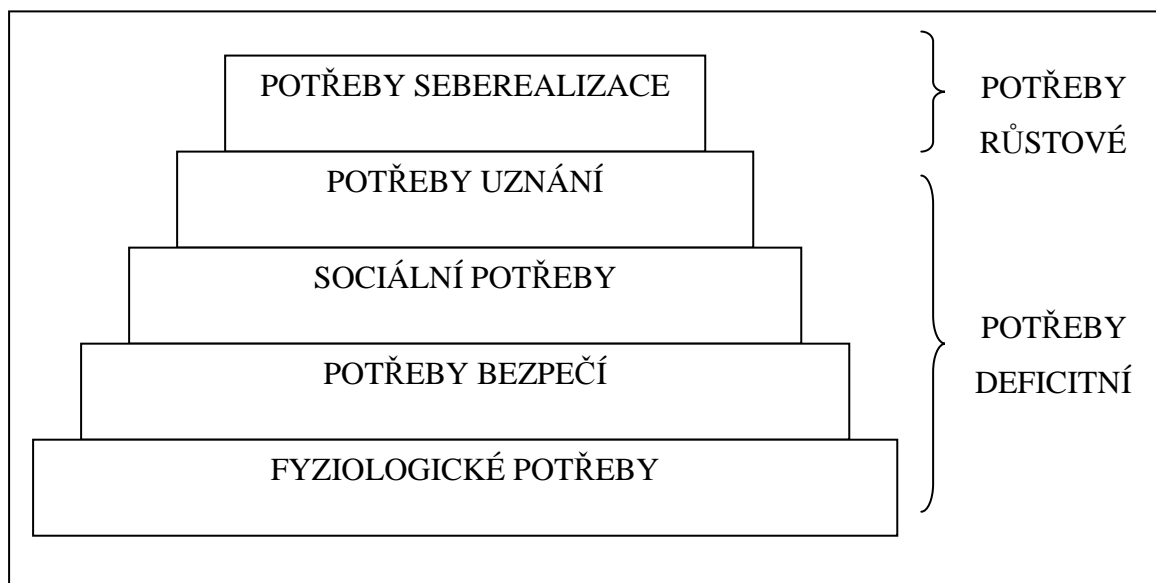 POTŘEBY SEBEREALIZACE
POTŘEBY
RŮSTOVÉ
POTŘEBY UZNÁNÍ
SOCIÁLNÍ POTŘEBY
POTŘEBY
POTŘEBY BEZPEČÍ
DEFICITNÍ
FYZIOLOGICKÉ POTŘEBY